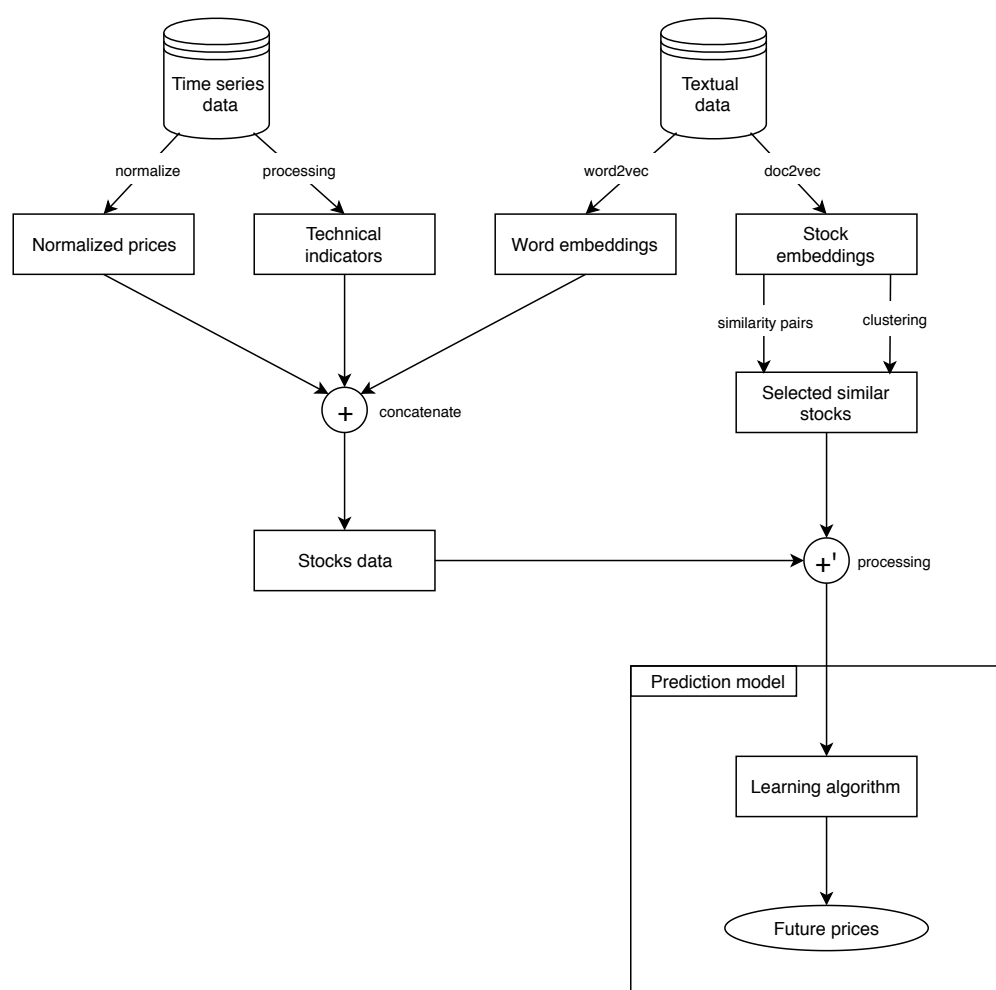 Time series
data
Textual
data
normalize
processing
word2vec
doc2vec
Normalized prices
Technical
indicators
Word embeddings
Stock
embeddings
similarity pairs
clustering
Selected similar
stocks
+
concatenate
Stocks data
+'
processing
Prediction model
Learning algorithm
Future prices